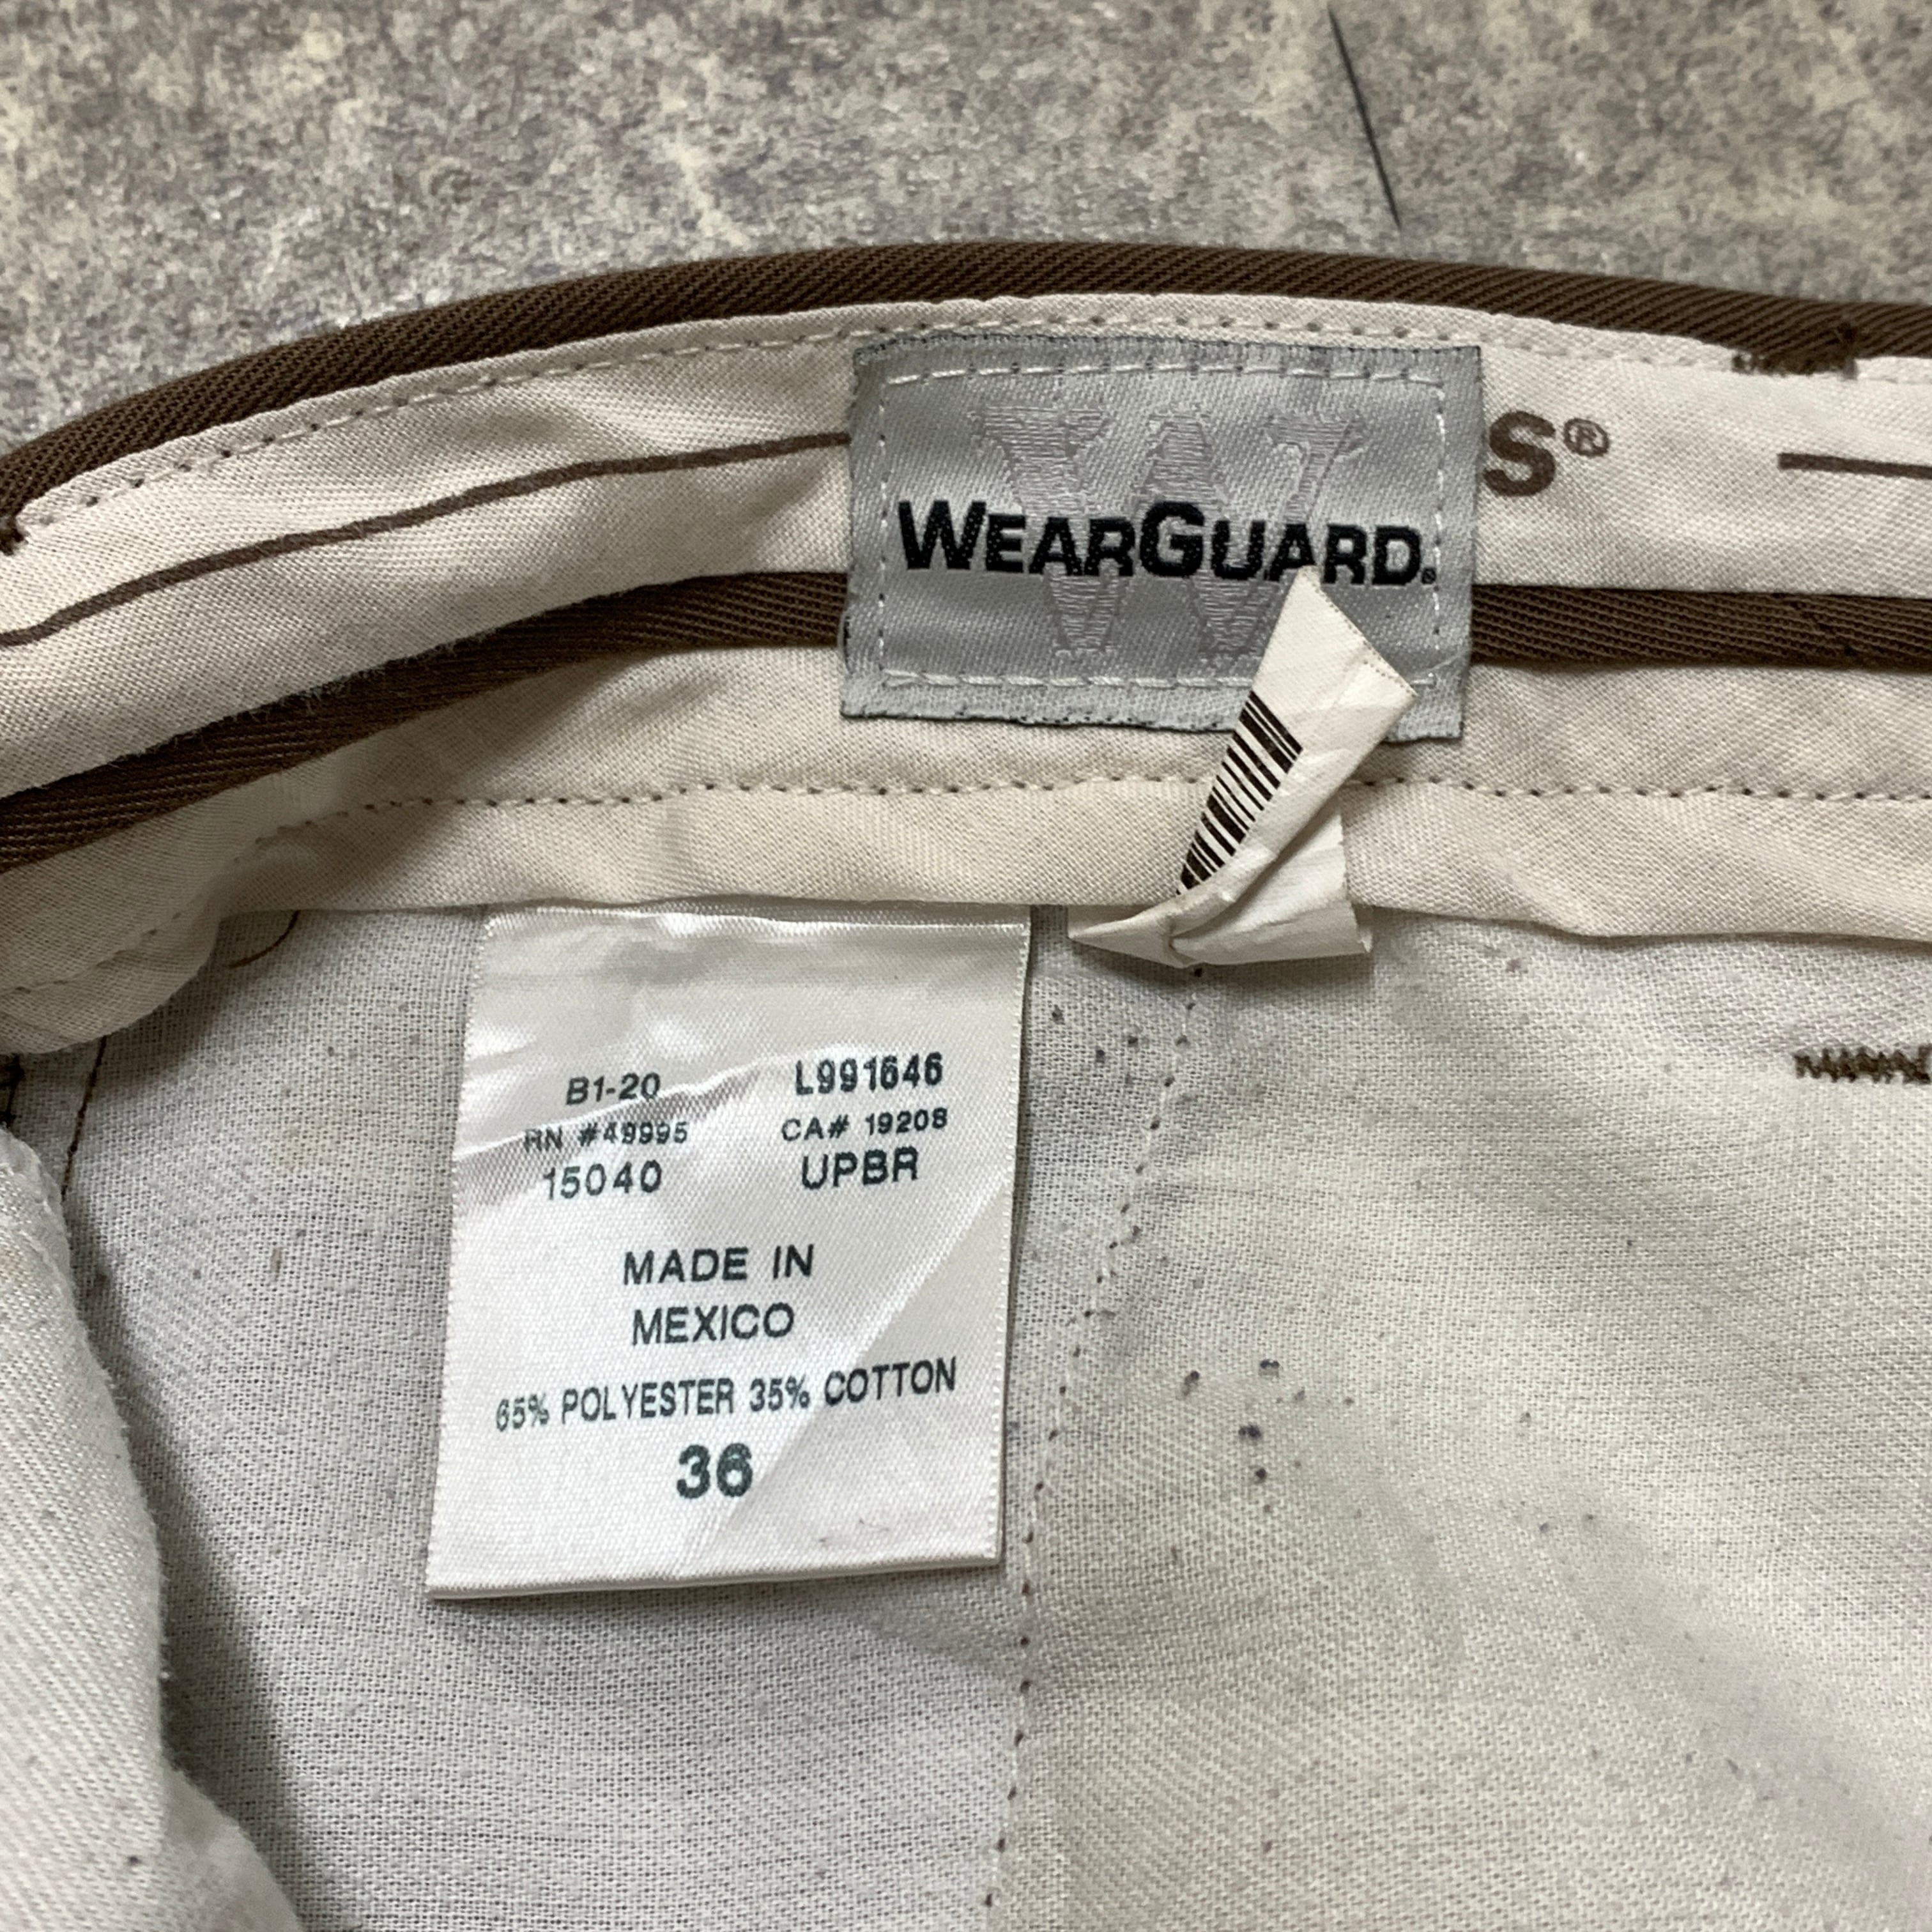 WEARGUARD®
S®
B1-20 L991646
RN #49995 CA# 19208
15040 UPBR
MADE IN
MEXICO
65% POLYESTER 35% COTTON
36